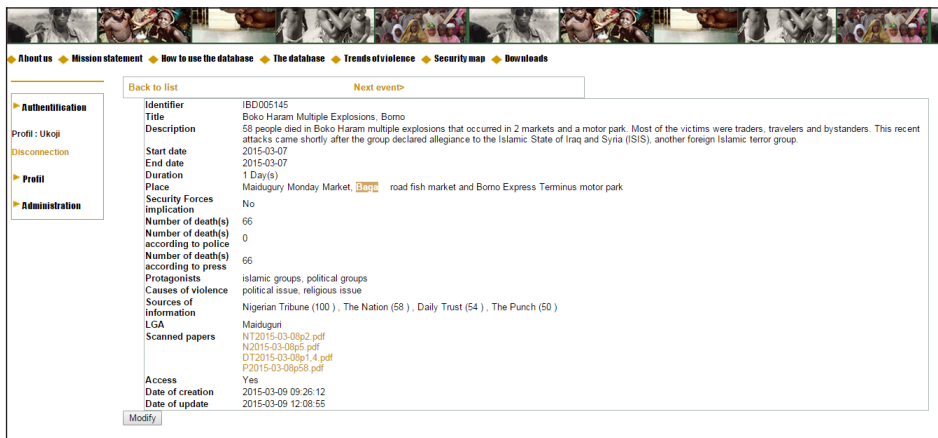 About us Mission statement How to use the database The database Trends of violence Security map Downloads
Back to list Next event>
Authentification
Profil : Ukoji
Disconnection
Profil
Administration
Identifier IBD005145
Title Boko Haram Multiple Explosions, Borno
Description 58 people died in Boko Haram multiple explosions that occurred in 2 markets and a motor park. Most of the victims were traders, travelers and bystanders. This recent
attacks came shortly after the group declared allegiance to the Islamic State of Iraq and Syria (ISIS), another foreign Islamic terror group.
Start date 2015-03-07
End date 2015-03-07
Duration 1 Day(s)
Place Maidugury Monday Market, Baga road fish market and Borno Express Terminus motor park
Security Forces
implication No
Number of death(s) 66
Number of death(s)
according to police 0
Number of death(s)
according to press 66
Protagonists islamic groups, political groups
Causes of violence political issue, religious issue
Sources of
information Nigerian Tribune (100 ) , The Nation (58 ) , Daily Trust (54 ) , The Punch (50 )
LGA Maiduguri
Scanned papers NT2015-03-08p2.pdf
N2015-03-08p5.pdf
DT2015-03-08p1,4.pdf
P2015-03-08p58.pdf
Access Yes
Date of creation 2015-03-09 09:26:12
Date of update 2015-03-09 12:08:55
Modify